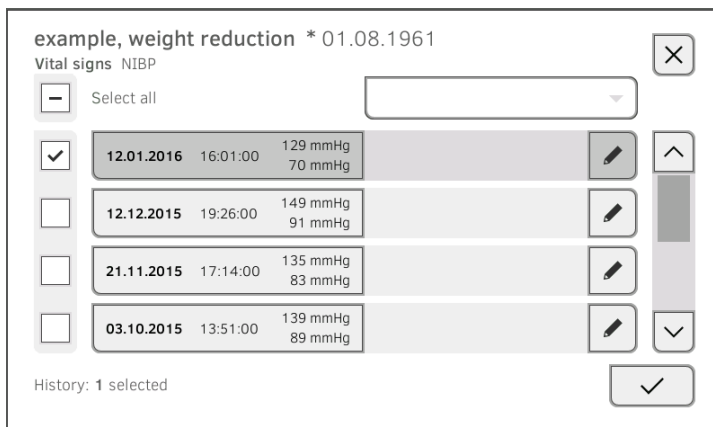 example, weight reduction * 01.08.1961
Vital signs NIBP
Select all
12.01.2016 16:01:00 129 mmHg
70 mmHg
12.12.2015 19:26:00 149 mmHg
91 mmHg
21.11.2015 17:14:00 135 mmHg
83 mmHg
03.10.2015 13:51:00 139 mmHg
89 mmHg
History: 1 selected